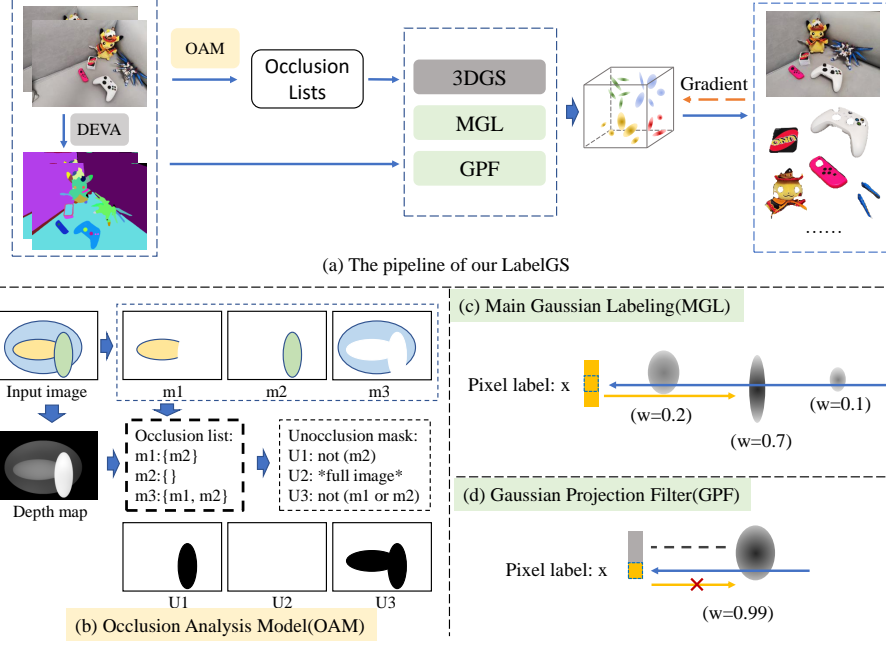 OAM
Occlusion
Lists
DEVA
3DGS
MGL
GPF
Gradient
UNO
......
(a) The pipeline of our LabelGS
Input image
m1
m2
m3
Depth map
Occlusion list:
m1:{m2}
m2:{}
m3:{m1, m2}
Unocclusion mask:
U1: not (m2)
U2: *full image*
U3: not (m1 or m2)
U1
U2
U3
(b) Occlusion Analysis Model(OAM)
(c) Main Gaussian Labeling(MGL)
Pixel label: x
(w=0.2)
(w=0.7)
(w=0.1)
(d) Gaussian Projection Filter(GPF)
Pixel label: x
(w=0.99)